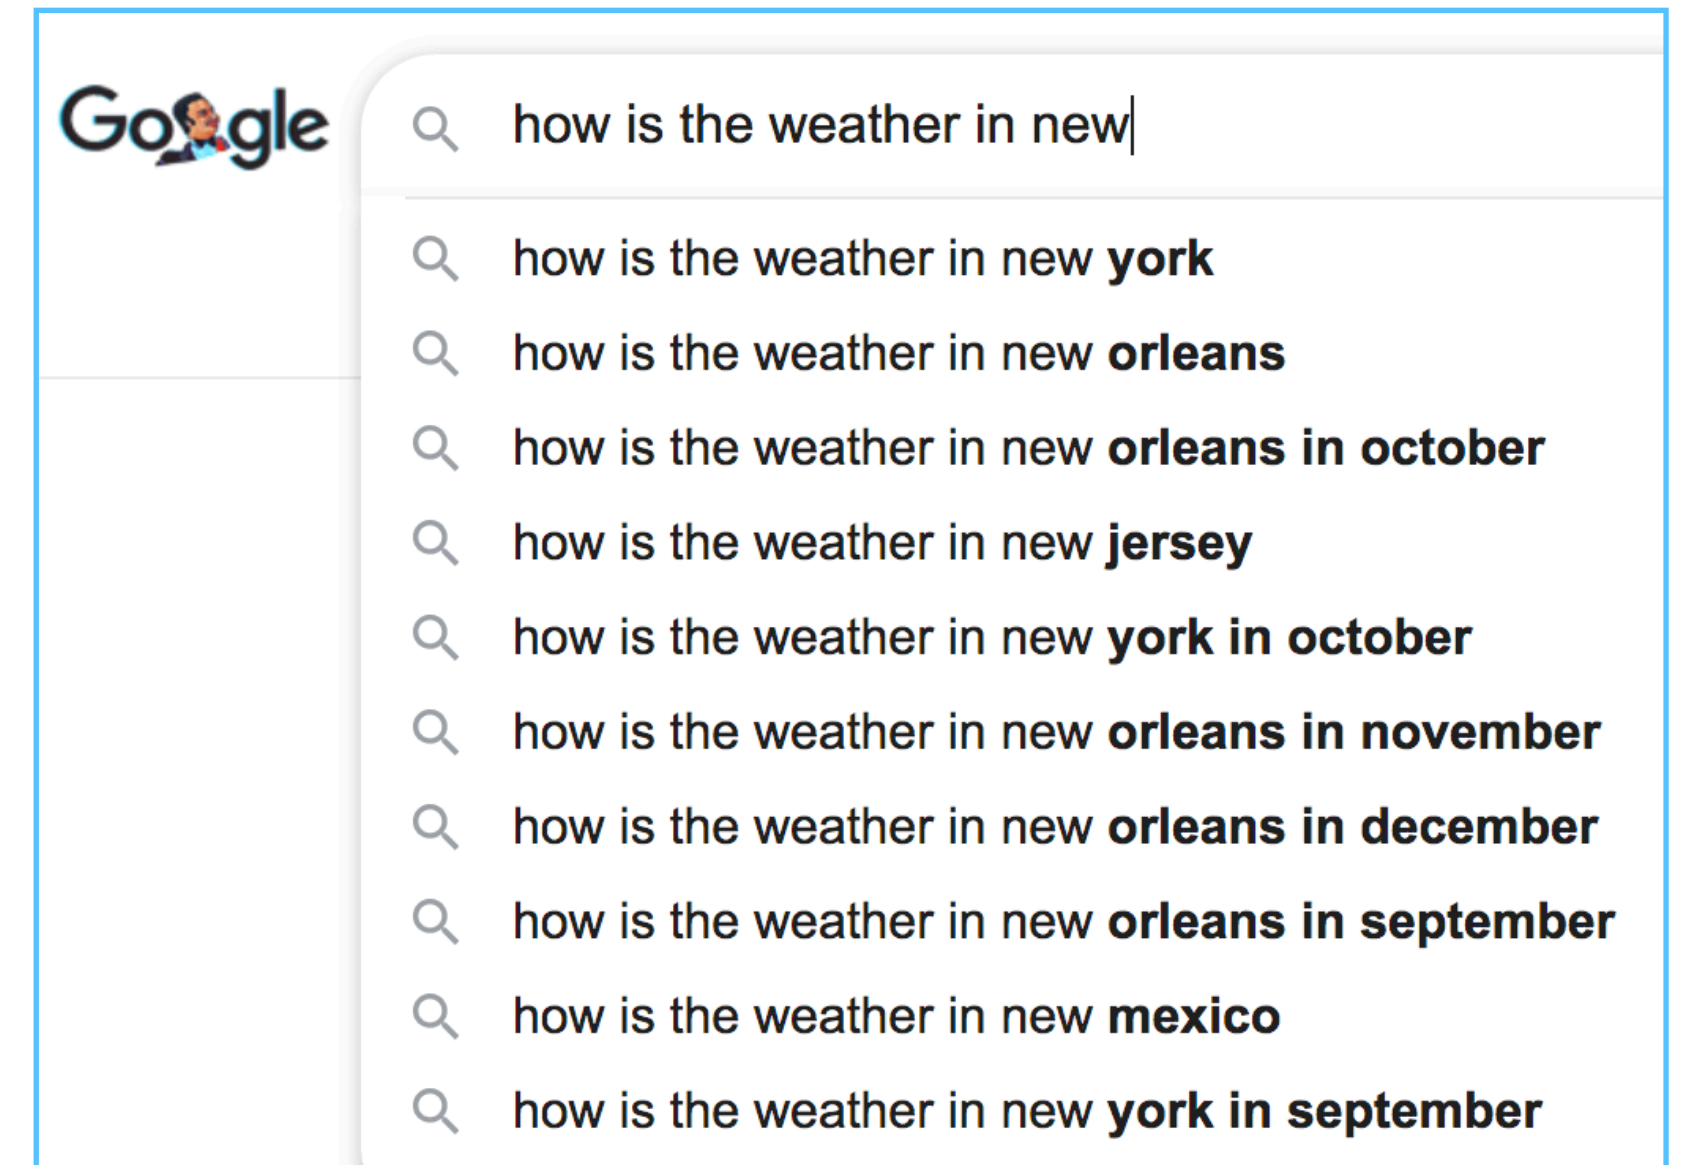 Google
how is the weather in new
how is the weather in new york
how is the weather in new orleans
how is the weather in new orleans in october
how is the weather in new jersey
how is the weather in new york in october
how is the weather in new orleans in november
how is the weather in new orleans in december
how is the weather in new orleans in september
how is the weather in new mexico
how is the weather in new york in september